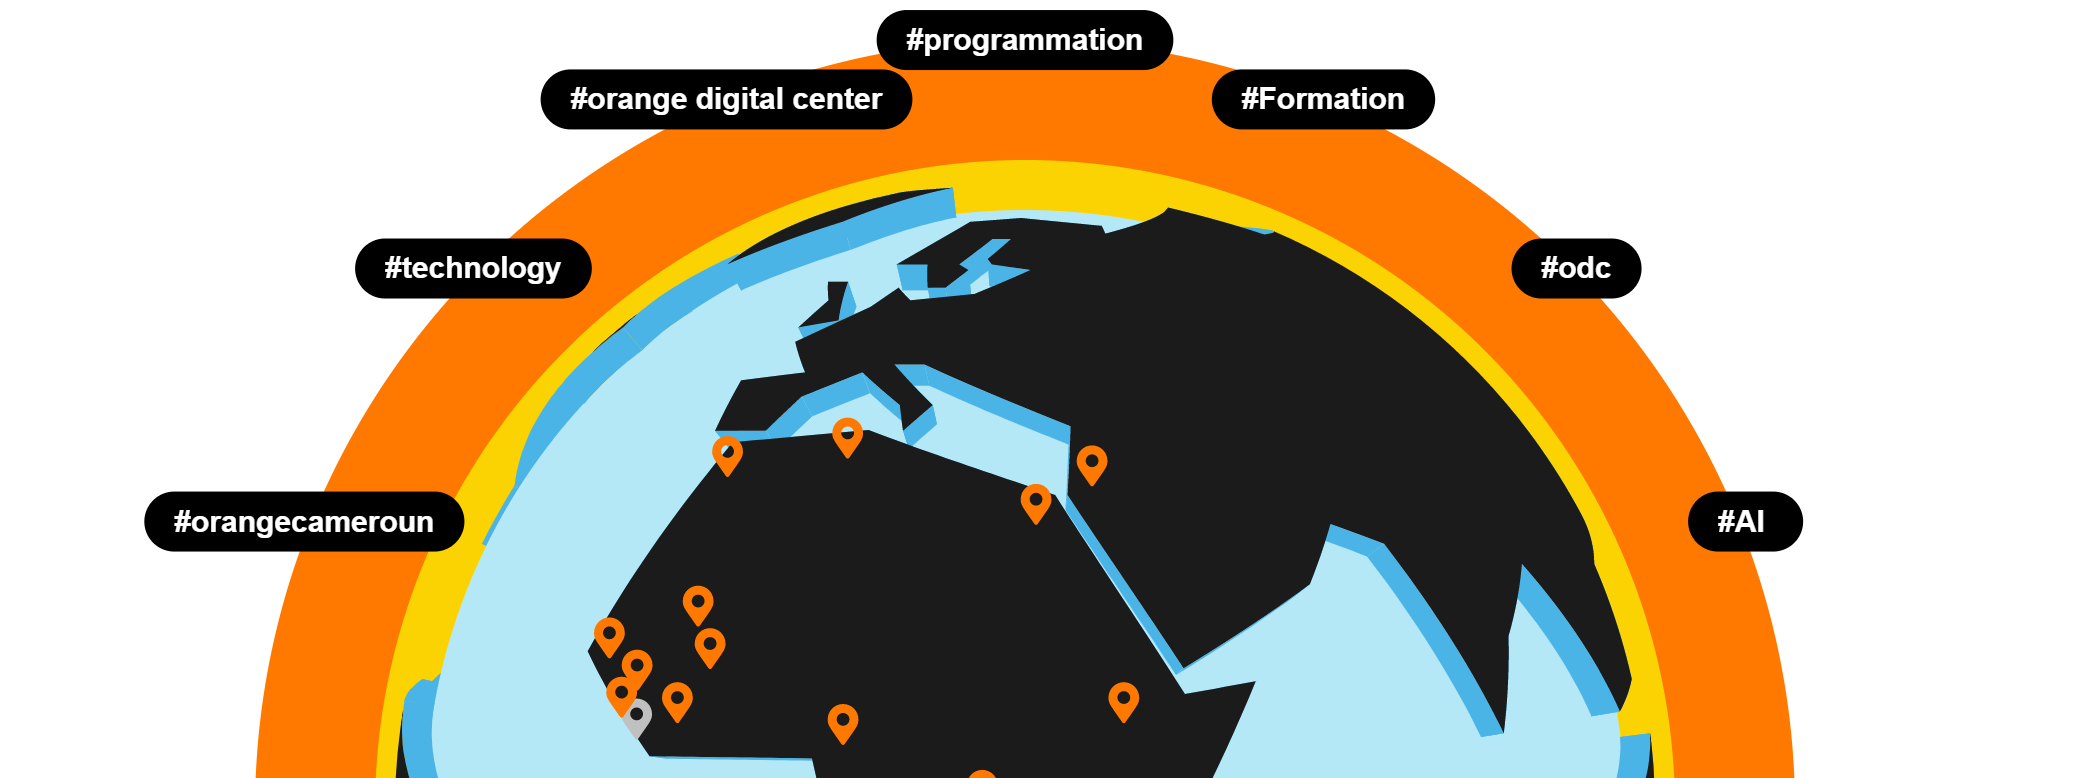 #programmation
#orange digital center
#Formation
#technology
#odc
#orangecameroun
#AI